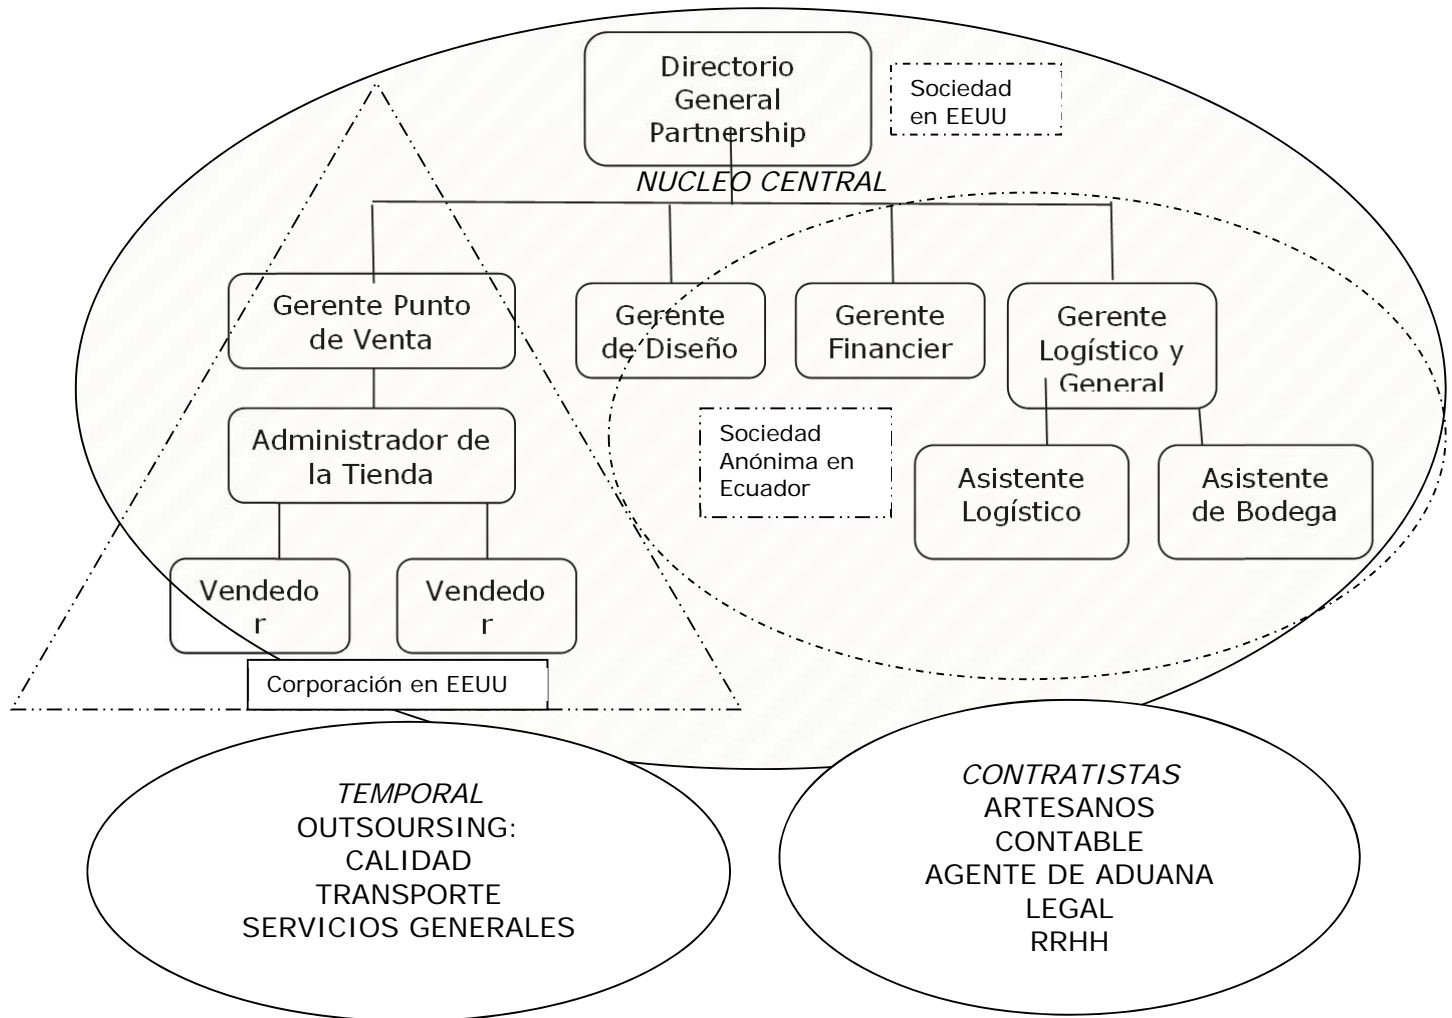 Directorio
General
Partnership
Sociedad
en EEUU
NUCLEO CENTRAL
Gerente Punto
de Venta
Gerente
de Diseño
Gerente
Financier
Gerente
Logístico y
General
Administrador de
la Tienda
Sociedad
Anónima en
Ecuador
Asistente
Logístico
Asistente
de Bodega
Vendedo
r
Vendedo
r
Corporación en EEUU
TEMPORAL
OUTSOURSING:
CALIDAD
TRANSPORTE
SERVICIOS GENERALES
CONTRATISTAS
ARTESANOS
CONTABLE
AGENTE DE ADUANA
LEGAL
RRHH